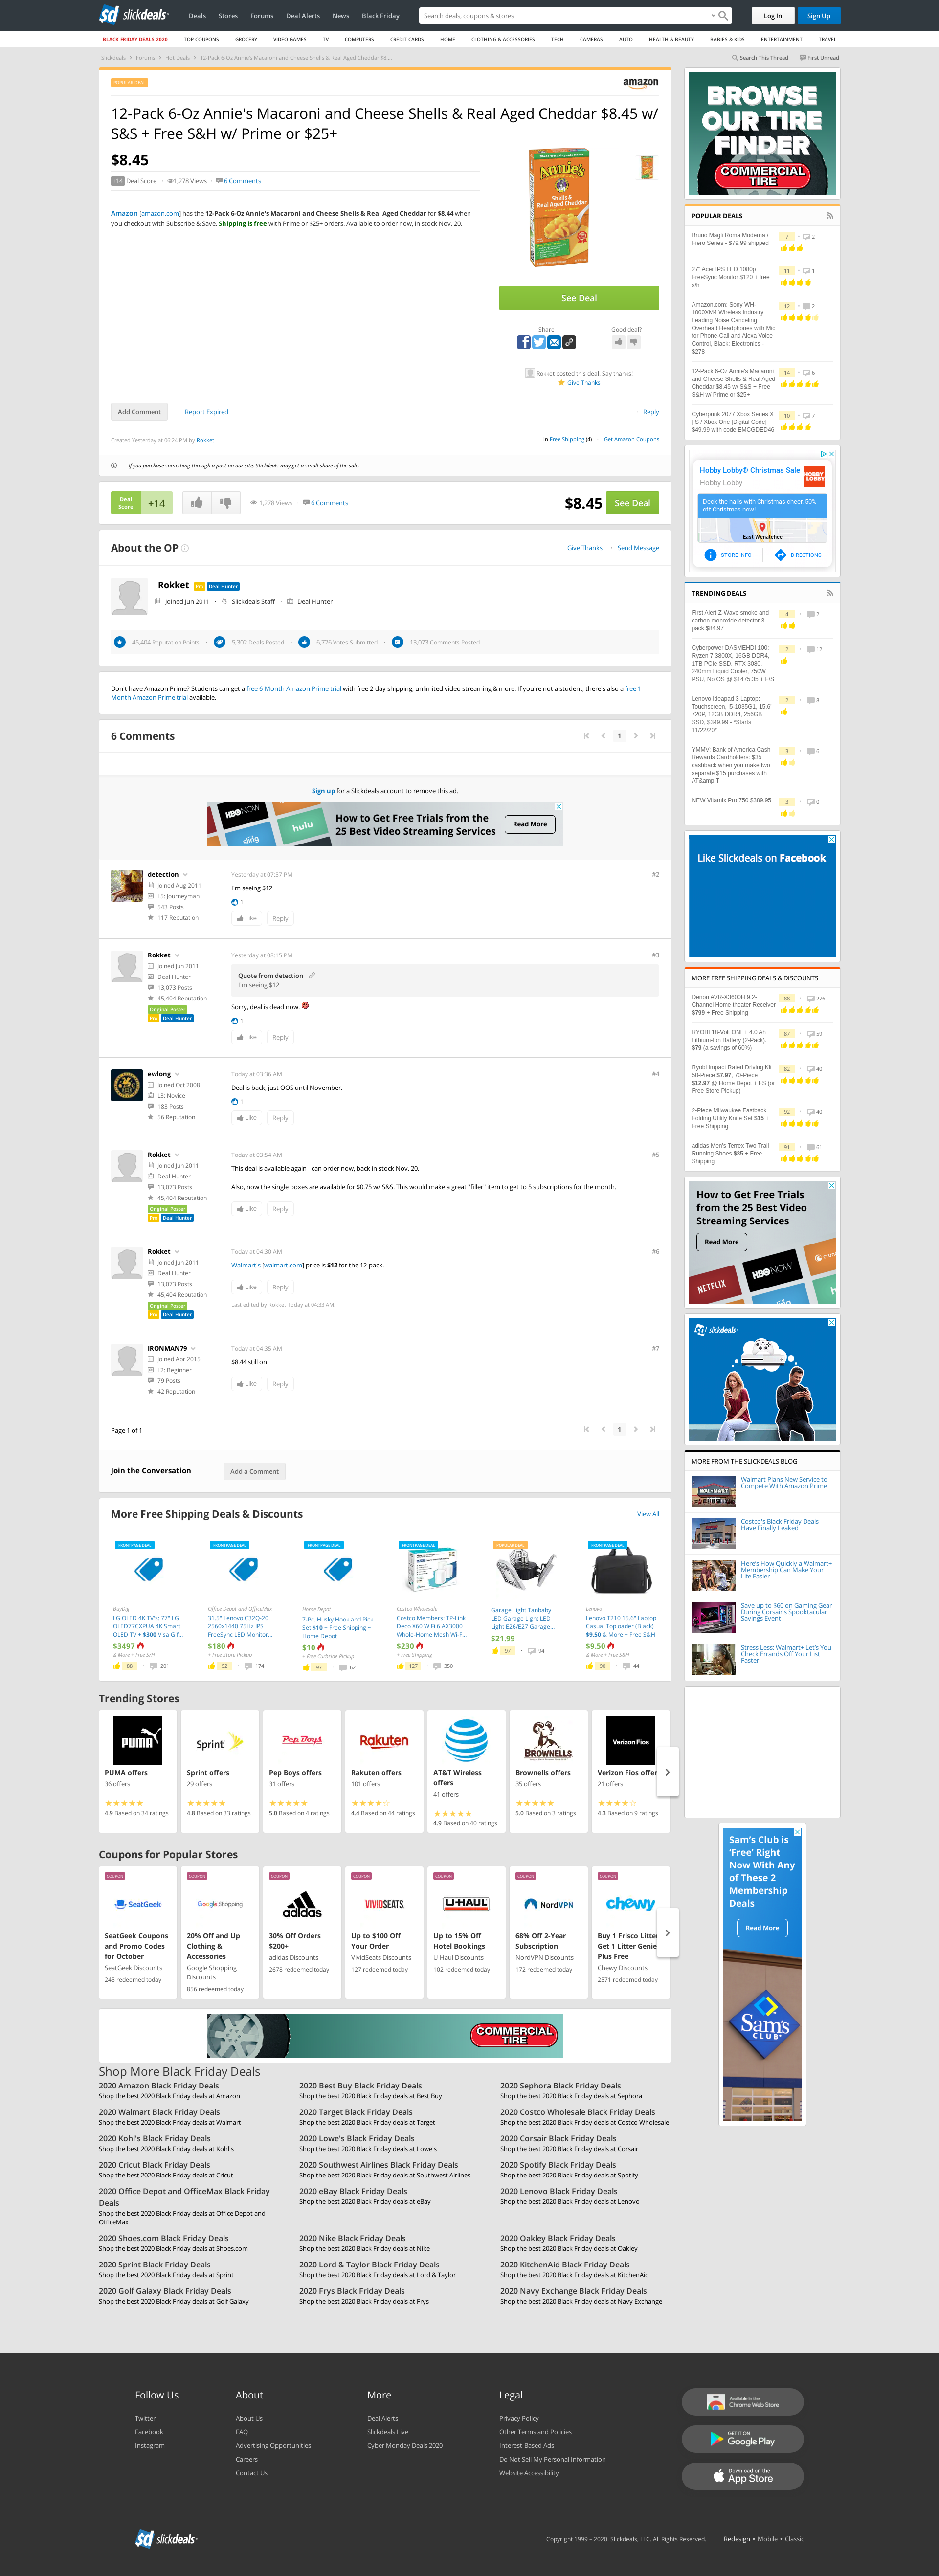 slickdeals
Deals
Stores
Forums
Deal Alerts
News
Black Friday
Search deals, coupons & stores
Log In
Sign Up
BLACK FRIDAY DEALS 2020
TOP COUPONS
GROCERY
VIDEO GAMES
TV
COMPUTERS
CREDIT CARDS
HOME
CLOTHING & ACCESSORIES
TECH
CAMERAS
AUTO
HEALTH & BEAUTY
BABIES & KIDS
ENTERTAINMENT
TRAVEL
Slickdeals > Forums > Hot Deals > 12-Pack 6-Oz Annie's Macaroni and Cheese Shells & Real Aged Cheddar $8....
Search This Thread
First Unread
POPULAR DEAL
amazon
12-Pack 6-Oz Annie's Macaroni and Cheese Shells & Real Aged Cheddar $8.45 w/
S&S + Free S&H w/ Prime or $25+
$8.45
+14 Deal Score
1,278 Views
6 Comments
Amazon [amazon.com] has the 12-Pack 6-Oz Annie's Macaroni and Cheese Shells & Real Aged Cheddar for $8.44 when
you checkout with Subscribe & Save. Shipping is free with Prime or $25+ orders. Available to order now, in stock Nov. 22.
Annie's
Shells &
Real Aged Cheddar
See Deal
Share
Good deal?
Rokket posted this deal. Say thanks!
Give Thanks
Add Comment
Report Expired
Reply
Created Yesterday at 06:24 PM by Rokket
in Free Shipping (4)
Get Amazon Coupons
If you purchase something through a post on our site, Slickdeals may get a small share of the sale.
Deal
Score
+14
1,278 Views
6 Comments
$8.45
See Deal
About the OP
Give Thanks
Send Message
Rokket Pro Deal Hunter
Joined Jun 2011
Slickdeals Staff
Deal Hunter
45,404 Reputation Points
5,302 Deals Posted
6,726 Votes Submitted
13,073 Comments Posted
Don't have Amazon Prime? Students can get a free 6-Month Amazon Prime trial with free 2-day shipping, unlimited video streaming & more. If you're not a student, there's also a free 1-
Month Amazon Prime trial available.
6 Comments
1
Sign up for a Slickdeals account to remove this ad.
HBO NOW
hulu
sling
How to Get Free Trials from the
25 Best Video Streaming Services
Read More
detection
Joined Aug 2011
L5: Journeyman
543 Posts
117 Reputation
Yesterday at 07:57 PM
#2
I'm seeing $12
1
Like
Reply
Rokket
Joined Jun 2011
Deal Hunter
13,073 Posts
45,404 Reputation
Original Poster
Pro Deal Hunter
Yesterday at 08:15 PM
#3
Quote from detection
I'm seeing $12
Sorry, deal is dead now.
1
Like
Reply
ewlong
Joined Oct 2008
L3: Novice
183 Posts
56 Reputation
Today at 03:36 AM
#4
Deal is back, just OOS until November.
1
Like
Reply
Rokket
Joined Jun 2011
Deal Hunter
13,073 Posts
45,404 Reputation
Original Poster
Pro Deal Hunter
Today at 03:54 AM
#5
This deal is available again - can order now, back in stock Nov. 20.
Also, now the single boxes are available for $0.75 w/ S&S. This would make a great "filler" item to get to 5 subscriptions for the month.
Like
Reply
Rokket
Joined Jun 2011
Deal Hunter
13,073 Posts
45,404 Reputation
Original Poster
Pro Deal Hunter
Today at 04:30 AM
#6
Walmart's [walmart.com] price is $12 for the 12-pack.
Like
Reply
Last edited by Rokket Today at 04:33 AM
IRONMAN79
Joined Apr 2015
L2: Beginner
79 Posts
42 Reputation
Today at 04:35 AM
#7
$8.44 still on
Like
Reply
Page 1 of 1
1
Join the Conversation
Add a Comment
More Free Shipping Deals & Discounts
View All
FRONTPAGE DEAL
BuyDig
LG OLED 4K TV's: 77" LG
OLED77CXPUA 4K Smart
OLED TV + $300 Visa Gif...
$3497
& More + Free S/H
88
201
FRONTPAGE DEAL
Office Depot and OfficeMax
31.5" Lenovo C32Q-20
2560x1440 75Hz IPS
FreeSync LED Monitor...
$180
+ Free Store Pickup
92
174
FRONTPAGE DEAL
Home Depot
7-Pc. Husky Hook and Pick
Set $10 + Free Shipping ~
Home Depot
$10
+ Free Curbside Pickup
97
62
FRONTPAGE DEAL
Costco Wholesale
Costco Members: TP-Link
Deco X60 WiFi 6 AX3000
Whole-Home Mesh Wi-F...
$230
+ Free Shipping
127
350
POPULAR DEAL
Garage Light Tanbaby
LED Garage Light LED
Light E26/E27 Garage...
$21.99
97
94
FRONTPAGE DEAL
Lenovo
Lenovo T210 15.6" Laptop
Casual Toploader (Black)
$9.50 & More + Free S&H
$9.50
& More + Free S&H
90
44
Trending Stores
PUMA
PUMA offers
36 offers
4.9 Based on 34 ratings
Sprint
Sprint offers
29 offers
4.8 Based on 33 ratings
Pep Boys
Pep Boys offers
31 offers
5.0 Based on 4 ratings
Rakuten
Rakuten offers
101 offers
4.4 Based on 44 ratings
AT&T Wireless
offers
41 offers
4.9 Based on 40 ratings
BROWNELLS
Brownells offers
35 offers
5.0 Based on 3 ratings
Verizon Fios
Verizon Fios offer
21 offers
4.3 Based on 9 ratings
Coupons for Popular Stores
COUPON
SeatGeek
SeatGeek Coupons
and Promo Codes
for October
SeatGeek Discounts
245 redeemed today
COUPON
Google Shopping
20% Off and Up
Clothing &
Accessories
Google Shopping
Discounts
856 redeemed today
COUPON
adidas
30% Off Orders
$200+
adidas Discounts
2678 redeemed today
COUPON
VIVIDSEATS
Up to $100 Off
Your Order
VividSeats Discounts
127 redeemed today
COUPON
U-HAUL
Up to 15% Off
Hotel Bookings
U-Haul Discounts
102 redeemed today
COUPON
NordVPN
68% Off 2-Year
Subscription
NordVPN Discounts
172 redeemed today
COUPON
chewy
Buy 1 Frisco Litter
Get 1 Litter Genie
Plus Free
Chewy Discounts
2571 redeemed today
COMMERCIAL
TIRE
Shop More Black Friday Deals
2020 Amazon Black Friday Deals
Shop the best 2020 Black Friday deals at Amazon
2020 Best Buy Black Friday Deals
Shop the best 2020 Black Friday deals at Best Buy
2020 Sephora Black Friday Deals
Shop the best 2020 Black Friday deals at Sephora
2020 Walmart Black Friday Deals
Shop the best 2020 Black Friday deals at Walmart
2020 Target Black Friday Deals
Shop the best 2020 Black Friday deals at Target
2020 Costco Wholesale Black Friday Deals
Shop the best 2020 Black Friday deals at Costco Wholesale
2020 Kohl's Black Friday Deals
Shop the best 2020 Black Friday deals at Kohl's
2020 Lowe's Black Friday Deals
Shop the best 2020 Black Friday deals at Lowe's
2020 Corsair Black Friday Deals
Shop the best 2020 Black Friday deals at Corsair
2020 Cricut Black Friday Deals
Shop the best 2020 Black Friday deals at Cricut
2020 Southwest Airlines Black Friday Deals
Shop the best 2020 Black Friday deals at Southwest Airlines
2020 Spotify Black Friday Deals
Shop the best 2020 Black Friday deals at Spotify
2020 Office Depot and OfficeMax Black Friday
Deals
Shop the best 2020 Black Friday deals at Office Depot and
OfficeMax
2020 eBay Black Friday Deals
Shop the best 2020 Black Friday deals at eBay
2020 Lenovo Black Friday Deals
Shop the best 2020 Black Friday deals at Lenovo
2020 Shoes.com Black Friday Deals
Shop the best 2020 Black Friday deals at Shoes.com
2020 Nike Black Friday Deals
Shop the best 2020 Black Friday deals at Nike
2020 Oakley Black Friday Deals
Shop the best 2020 Black Friday deals at Oakley
2020 Sprint Black Friday Deals
Shop the best 2020 Black Friday deals at Sprint
2020 Lord & Taylor Black Friday Deals
Shop the best 2020 Black Friday deals at Lord & Taylor
2020 KitchenAid Black Friday Deals
Shop the best 2020 Black Friday deals at KitchenAid
2020 Golf Galaxy Black Friday Deals
Shop the best 2020 Black Friday deals at Golf Galaxy
2020 Frys Black Friday Deals
Shop the best 2020 Black Friday deals at Frys
2020 Navy Exchange Black Friday Deals
Shop the best 2020 Black Friday deals at Navy Exchange
BROWSE
OUR TIRE
FINDER
COMMERCIAL
TIRE
POPULAR DEALS
Bruno Magli Roma Moderna /
Fiero Series - $79.99 shipped
7
2
27" Acer IPS LED 1080p
FreeSync Monitor $120 + free
s/h
11
1
Amazon.com: Sony WH-
1000XM4 Wireless Industry
Leading Noise Canceling
Overhead Headphones with Mic
for Phone-Call and Alexa Voice
Control, Black: Electronics -
$278
12
2
12-Pack 6-Oz Annie's Macaroni
and Cheese Shells & Real Aged
Cheddar $8.45 w/ S&S + Free
S&H w/ Prime or $25+
14
6
Cyberpunk 2077 Xbox Series X
| S / Xbox One [Digital Code]
$49.99 with code EMCGDED46
10
7
Hobby Lobby® Christmas Sale
Hobby Lobby
HOBBY
LOBBY
Deck the halls with Christmas cheer. 50%
off Christmas now!
East Wenatchee
STORE INFO
DIRECTIONS
TRENDING DEALS
First Alert Z-Wave smoke and
carbon monoxide detector 3
pack $84.97
4
2
Cyberpower DASMEHDI 100:
Ryzen 7 3800X, 16GB DDR4,
1TB PCIe SSD, RTX 3080,
240mm Liquid Cooler, 750W
PSU, No OS @ $1475.35 + F/S
2
12
Lenovo Ideapad 3 Laptop:
Touchscreen, i5-1035G1, 15.6"
720P, 12GB DDR4, 256GB
SSD, $349.99 - *Starts
11/22/20*
2
8
YMMV: Bank of America Cash
Rewards Cardholders: $35
cashback when you make two
separate $15 purchases with
AT&amp;T
3
6
NEW Vitamix Pro 750 $389.95
3
0
Like Slickdeals on Facebook
MORE FREE SHIPPING DEALS & DISCOUNTS
Denon AVR-X3600H 9.2-
Channel Home theater Receiver
$799 + Free Shipping
88
276
RYOBI 18-Volt ONE+ 4.0 Ah
Lithium-Ion Battery (2-Pack).
$79 (a savings of 60%)
87
59
Ryobi Impact Rated Driving Kit
50-Piece $7.97, 70-Piece
$12.97 @ Home Depot + FS (or
Free Store Pickup)
82
40
2-Piece Milwaukee Fastback
Folding Utility Knife Set $15 +
Free Shipping
92
40
adidas Men's Terrex Two Trail
Running Shoes $35 + Free
Shipping
91
61
How to Get Free Trials
from the 25 Best Video
Streaming Services
Read More
NETFLIX
HBO NOW
sling
slickdeals
MORE FROM THE SLICKDEALS BLOG
WAL*MART
Walmart Plans New Service to
Compete With Amazon Prime
Costco's Black Friday Deals
Have Finally Leaked
Here's How Quickly a Walmart+
Membership Can Make Your
Life Easier
Save up to $60 on Gaming Gear
During Corsair's Spooktacular
Savings Event
Stress Less: Walmart+ Let's You
Check Errands Off Your List
Faster
Sam's Club is
'Free' Right
Now With Any
of These 2
Membership
Deals
Read More
Sam's
CLUB
Follow Us
Twitter
Facebook
Instagram
About
About Us
FAQ
Advertising Opportunities
Careers
Contact Us
More
Deal Alerts
Slickdeals Live
Cyber Monday Deals 2020
Legal
Privacy Policy
Other Terms and Policies
Interest-Based Ads
Do Not Sell My Personal Information
Website Accessibility
Available in the
Chrome Web Store
GET IT ON
Google Play
Download on the
App Store
slickdeals
Copyright 1999 - 2020. Slickdeals, LLC. All Rights Reserved.
Redesign • Mobile • Classic